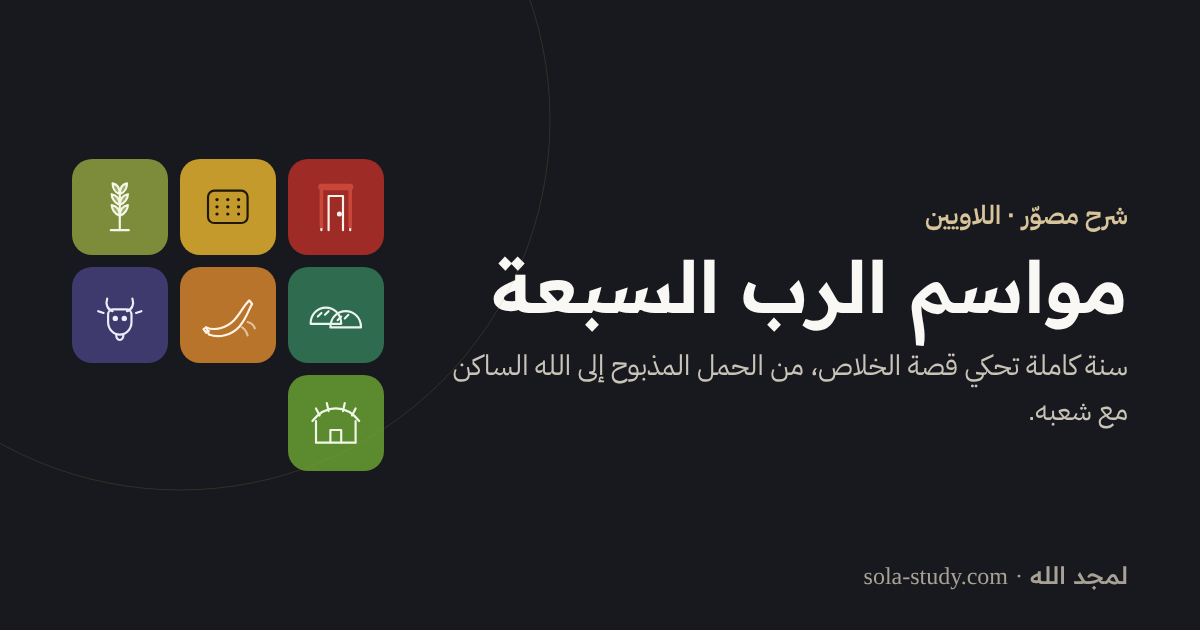 شرح مصوّر · اللاويين
مواسم الرب السبعة
سنة كاملة تحكي قصة الخلاص، من الحمل المذبوح إلى الله الساكن
مع شعبه.
لمجد الله · sola-study.com